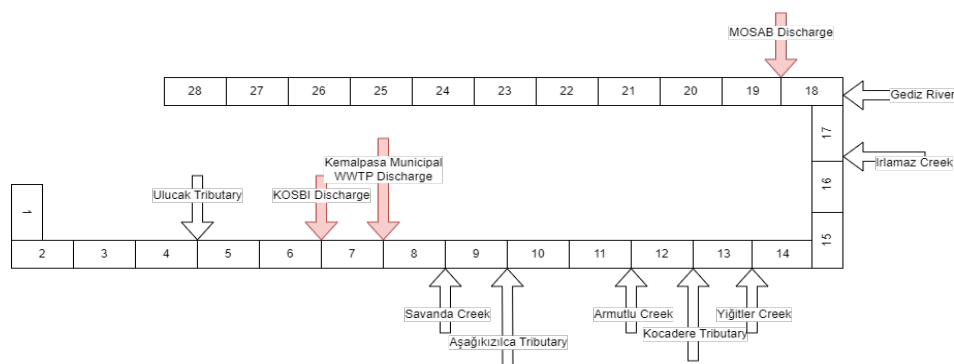 MOSAB Discharge
28 27 26 25 24 23 22 21 20 19 18
Gediz River
17
Irlamaz Creek
Kemalpasa Municipal
WWTP Discharge
Ulucak Tributary
KOSBI Discharge
16
1
15
2 3 4 5 6 7 8 9 10 11 12 13 14
Savanda Creek
Armutlu Creek
Yiğitler Creek
Kocadere Tributary
Aşağıkızılca Tributary